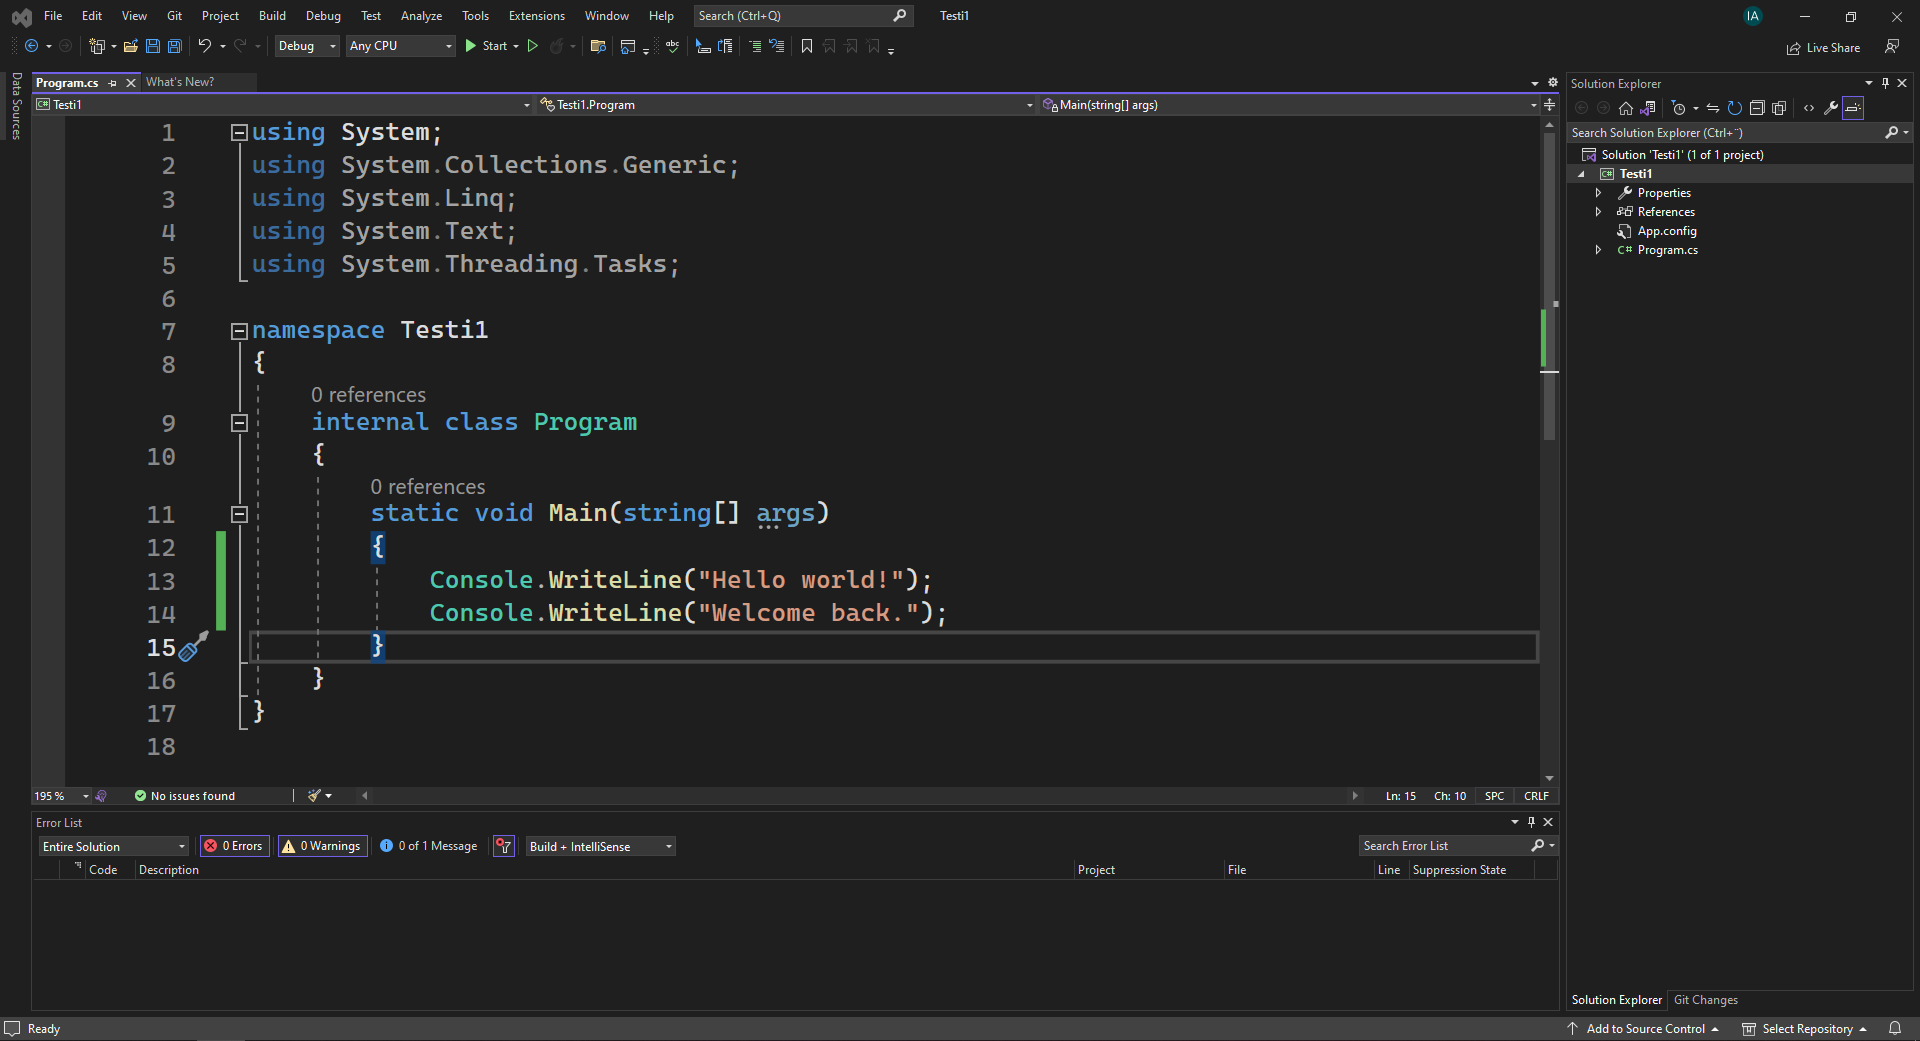 File Edit View Git Project Build Debug Test Analyze Tools Extensions Window Help Search (Ctrl+Q) Testi1 IA
Debug Any CPU Start Live Share
Data Sources
Program.cs What's New?
Testi1 Testi1.Program Main(string[] args)
1 using System;
2 using System.Collections.Generic;
3 using System.Linq;
4 using System.Text;
5 using System.Threading.Tasks;
6
7 namespace Testi1
8 {
0 references
9 internal class Program
10 {
0 references
11 static void Main(string[] args)
12 {
13 Console.WriteLine("Hello world!");
14 Console.WriteLine("Welcome back.");
15 }
16 }
17 }
18
195 % No issues found Ln: 15 Ch: 10 SPC CRLF
Error List
Entire Solution 0 Errors 0 Warnings 0 of 1 Message Build + IntelliSense Search Error List
Code Description Project File Line Suppression State
Solution Explorer
Search Solution Explorer (Ctrl+¨)
Solution 'Testi1' (1 of 1 project)
C# Testi1
Properties
References
App.config
C# Program.cs
Solution Explorer Git Changes
Ready Add to Source Control Select Repository